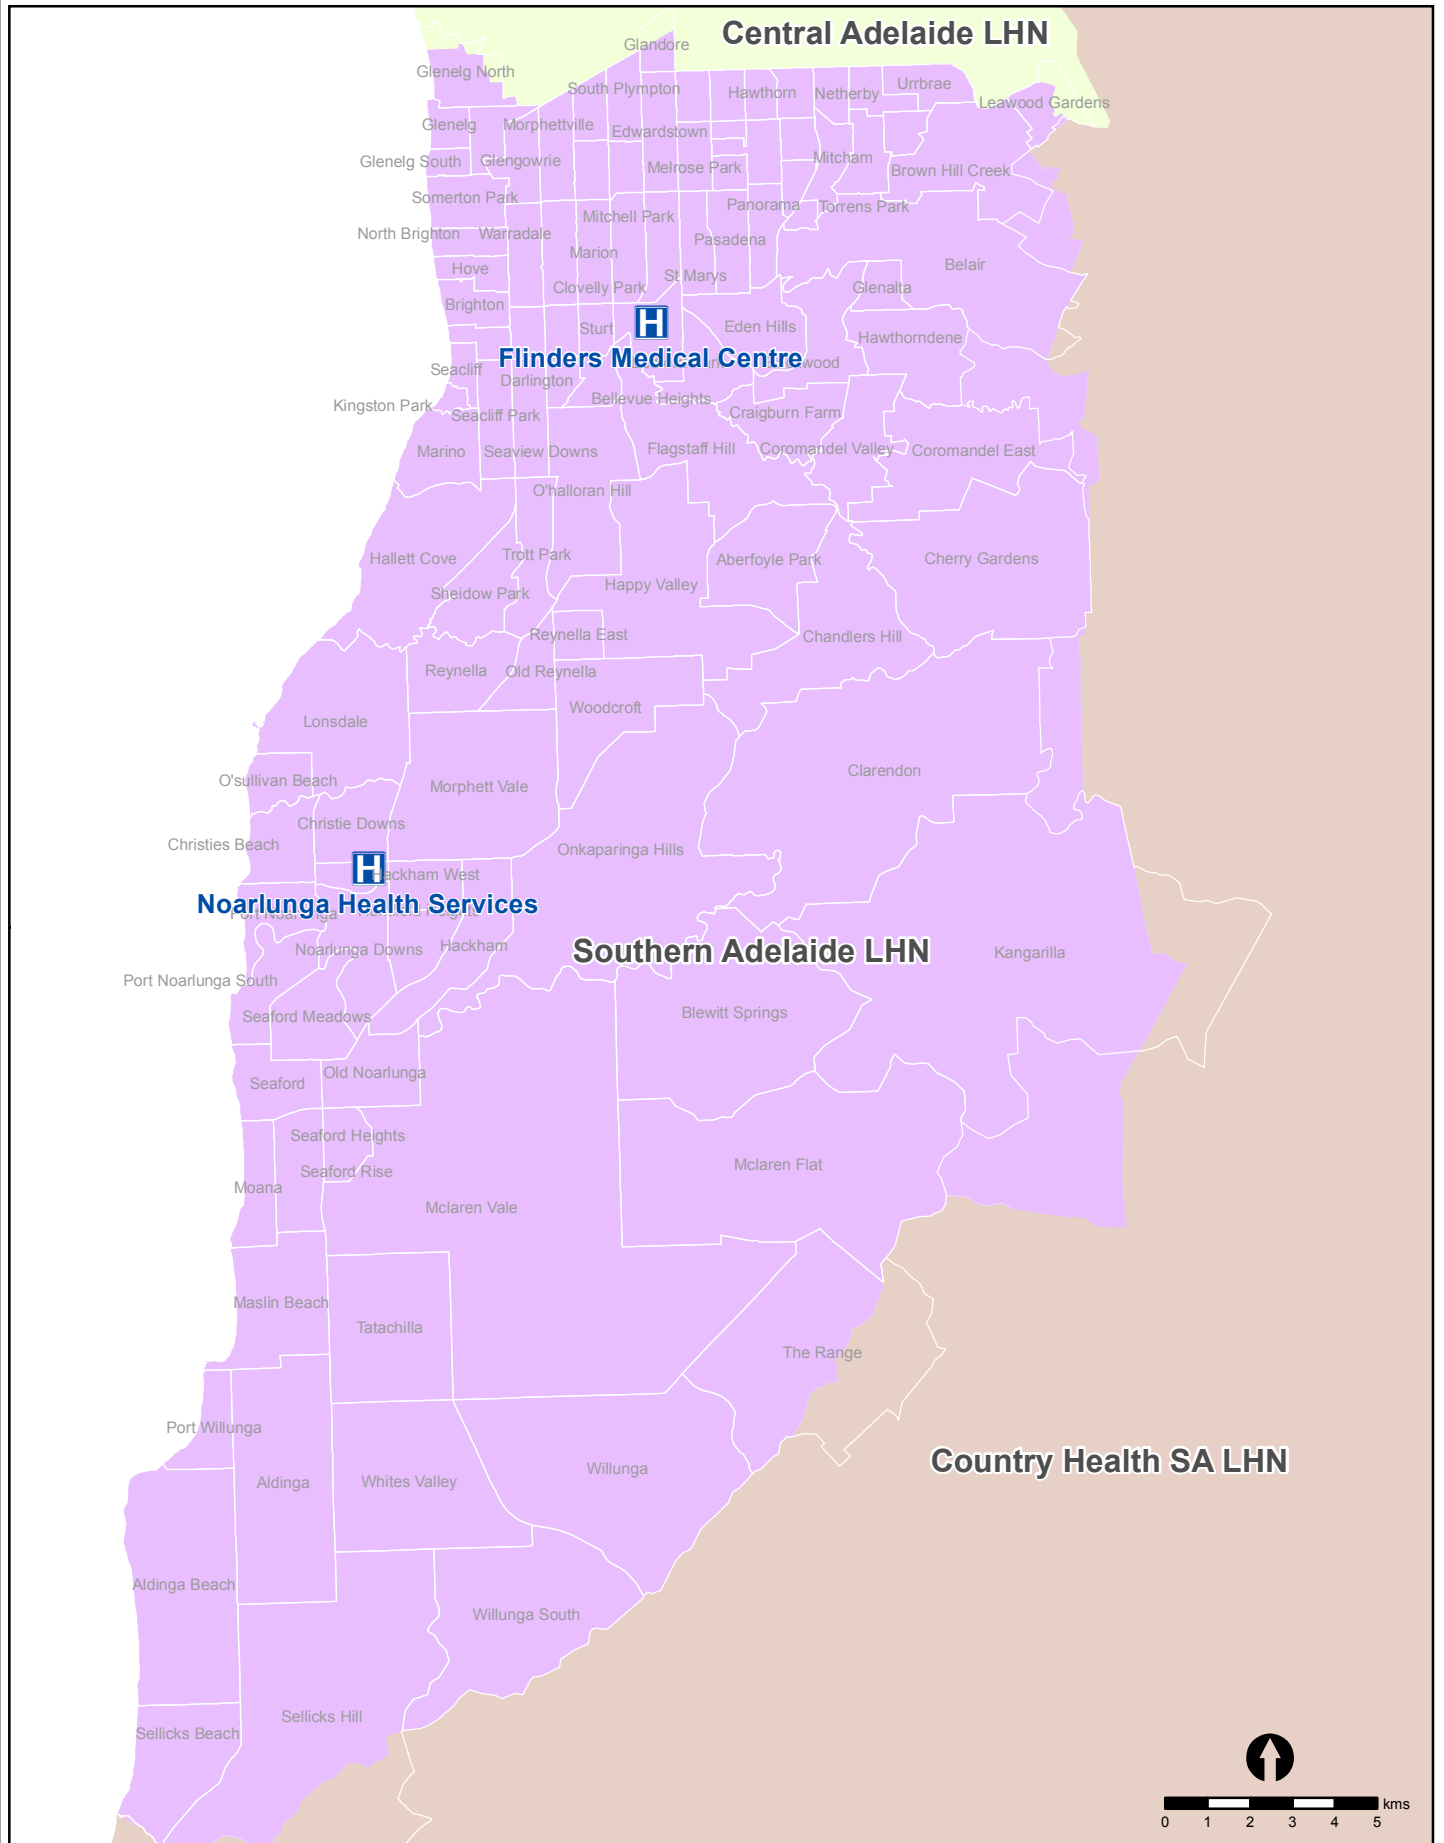 Central Adelaide LHN
Glandore
Glenelg North
South Plympton
Hawthorn
Netherby
Urrbrae
Leawood Gardens
Glenelg
Morphettville
Edwardstown
Glenelg South
Glengowrie
Melrose Park
Mitcham
Brown Hill Creek
Somerton Park
Mitchell Park
Panorama
Torrens Park
North Brighton
Warradale
Marion
Pasadena
Belair
Hove
Clovelly Park
St Marys
Glenalta
Brighton
Sturt
H
Eden Hills
Hawthorndene
Flinders Medical Centre
Seacliff
Darlington
Bellevue Heights
Kingston Park
Seacliff Park
Craigburn Farm
Marino
Seaview Downs
Flagstaff Hill
Coromandel Valley
Coromandel East
O'halloran Hill
Hallett Cove
Trott Park
Aberfoyle Park
Cherry Gardens
Sheidow Park
Happy Valley
Reynella East
Chandlers Hill
Reynella
Old Reynella
Woodcroft
Lonsdale
O'sullivan Beach
Morphett Vale
Clarendon
Christie Downs
Christies Beach
Onkaparinga Hills
H
Hackham West
Noarlunga Health Services
Port Noarlunga
Noarlunga Downs
Hackham
Southern Adelaide LHN
Kangarilla
Port Noarlunga South
Seaford Meadows
Blewitt Springs
Seaford
Old Noarlunga
Seaford Heights
Seaford Rise
Mclaren Flat
Moana
Mclaren Vale
Maslin Beach
Tatachilla
The Range
Port Willunga
Country Health SA LHN
Aldinga
Whites Valley
Willunga
Aldinga Beach
Willunga South
Sellicks Hill
Sellicks Beach
kms
0 1 2 3 4 5